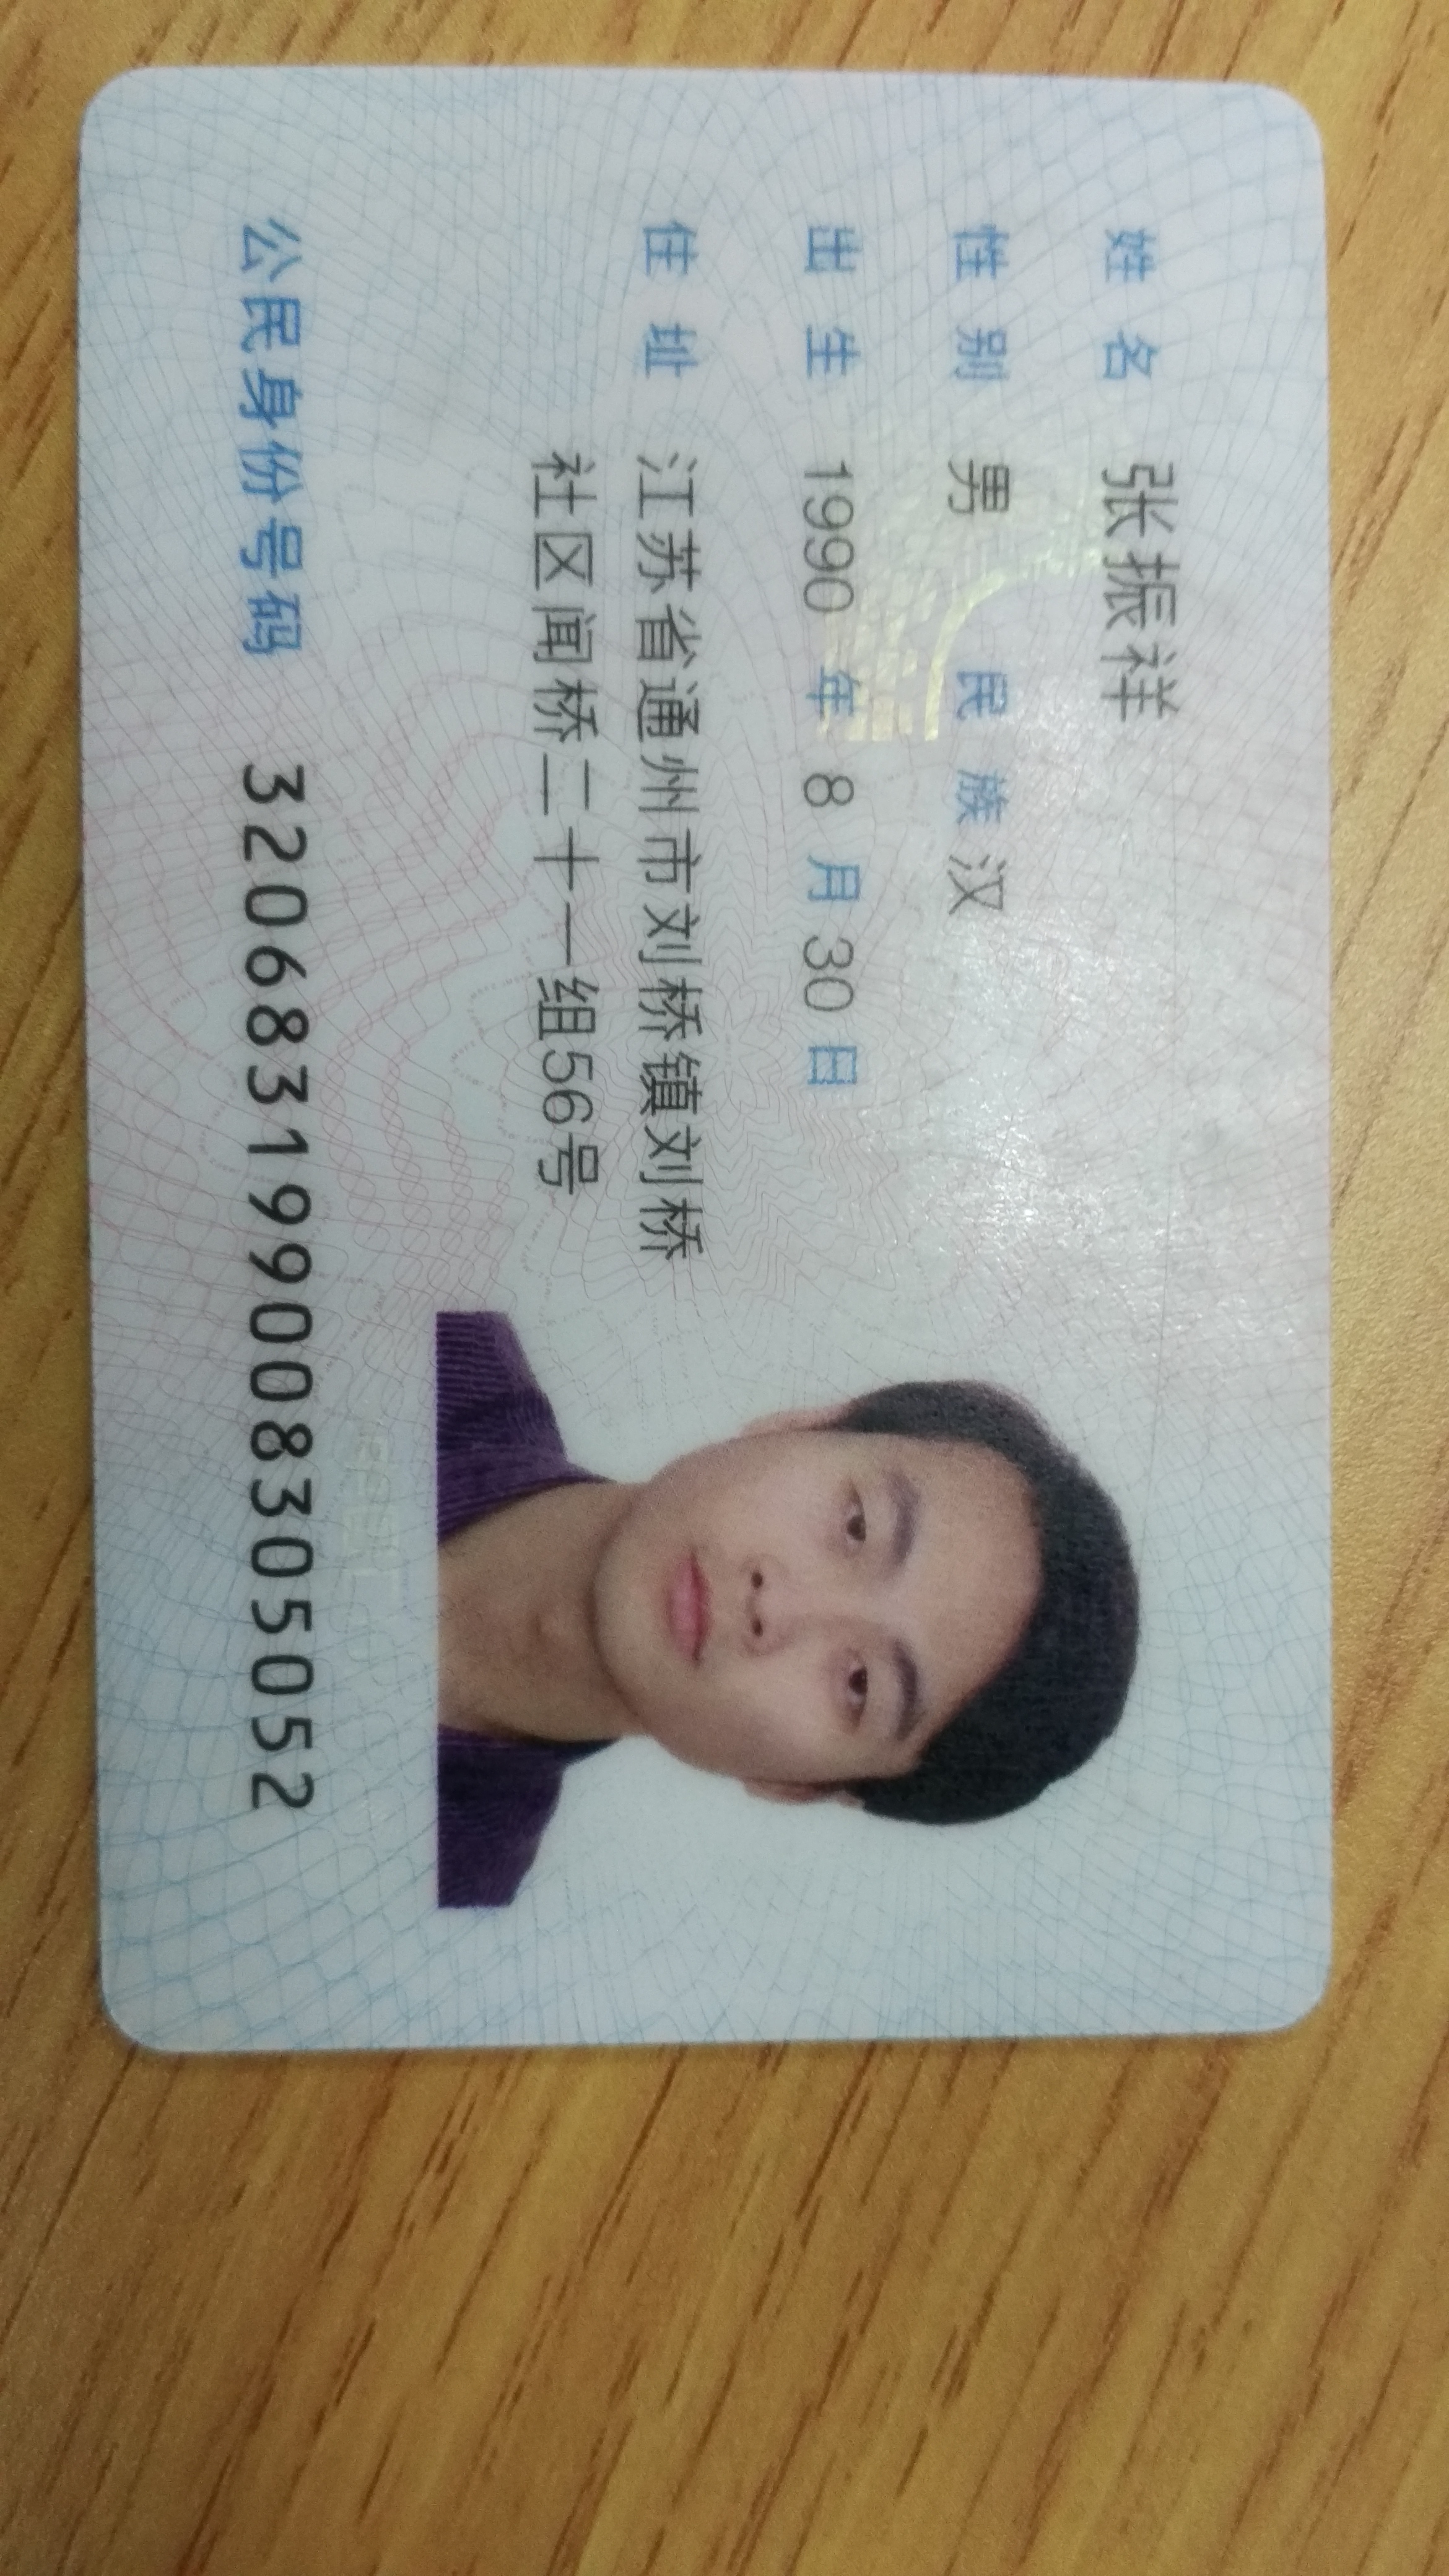 姓名 张振祥
性别 男 民族 汉
出生 1990 年 8 月 30 日
住址 江苏省通州市刘桥镇刘桥
社区闻桥二十一组56号
公民身份号码 320683199008305052